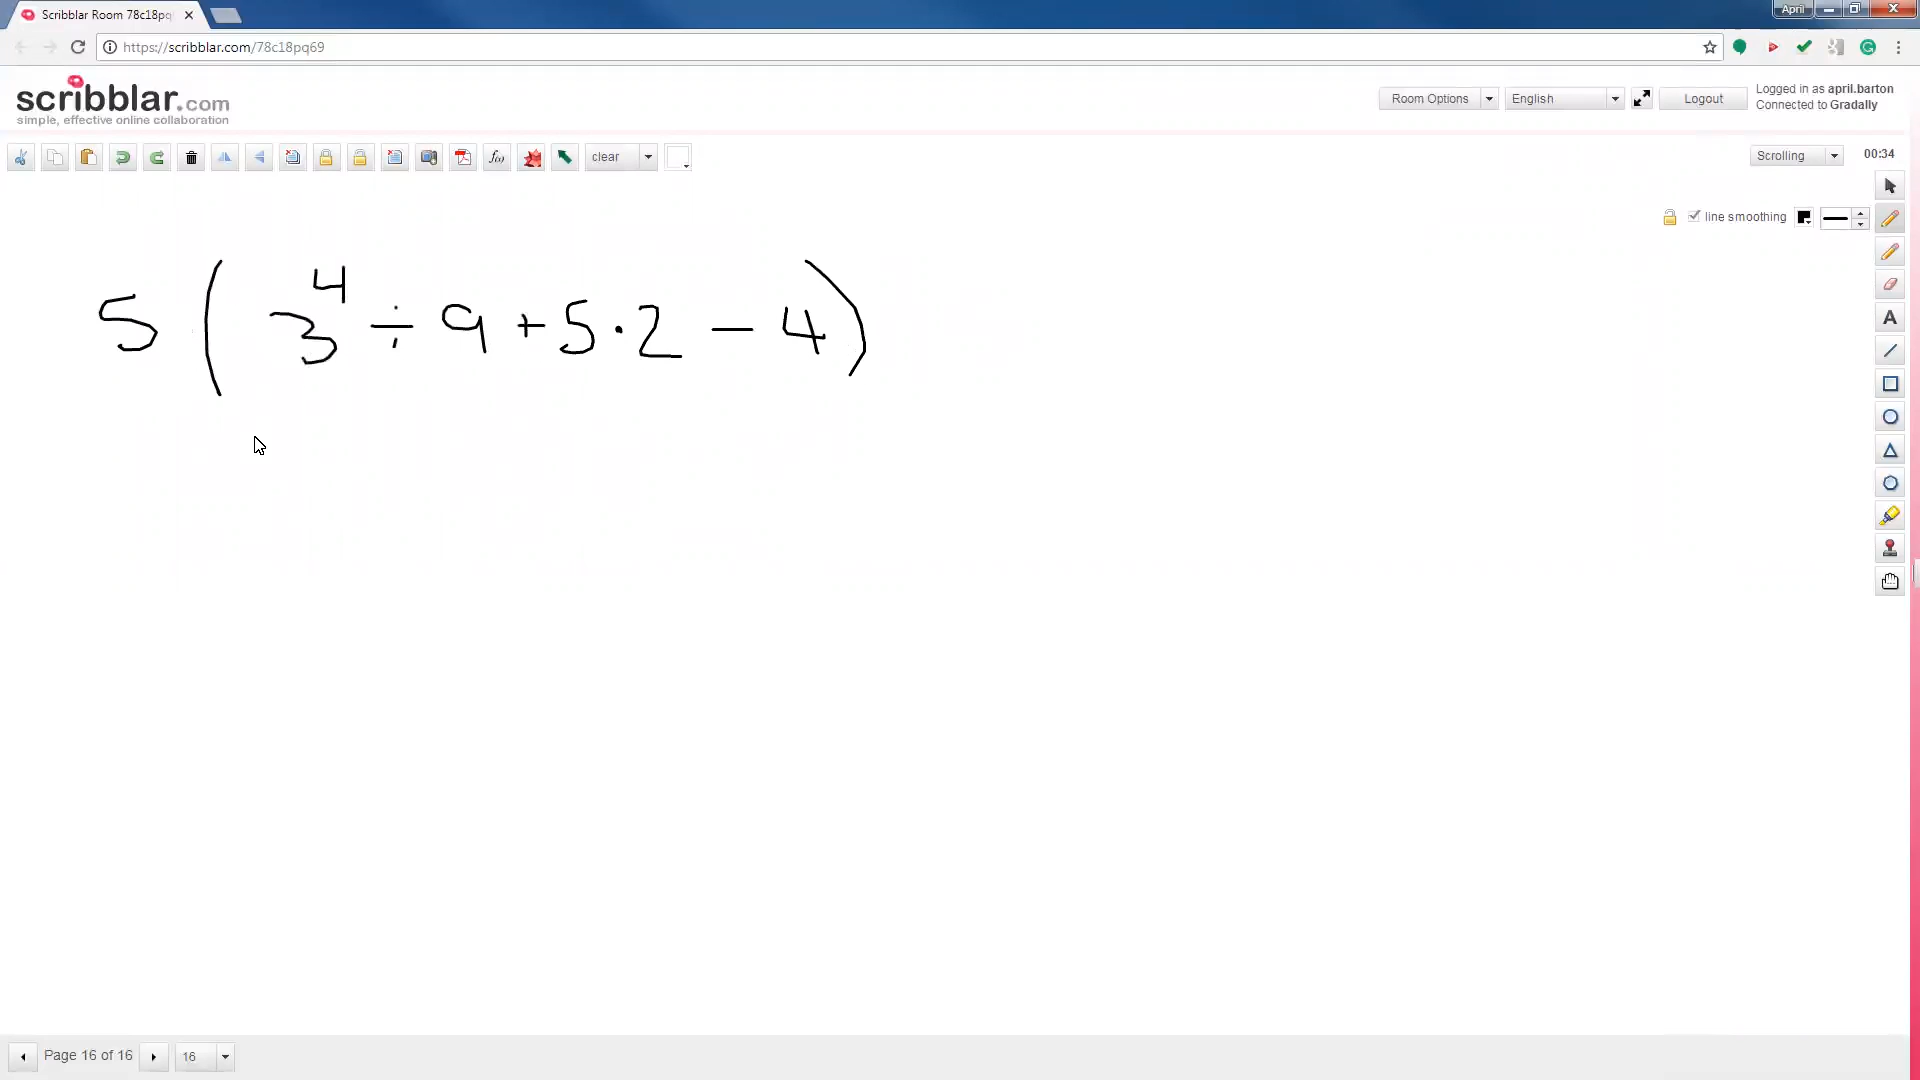 Scribblar Room 78c18pq
April
https://scribblar.com/78c18pq69
scribblar.com
simple, effective online collaboration
Room Options
English
Logout
Logged in as april.barton
Connected to Gradally
clear
Scrolling
00:34
line smoothing
5 ( 3⁴ ÷ 9 + 5 · 2 − 4 )
Page 16 of 16
16